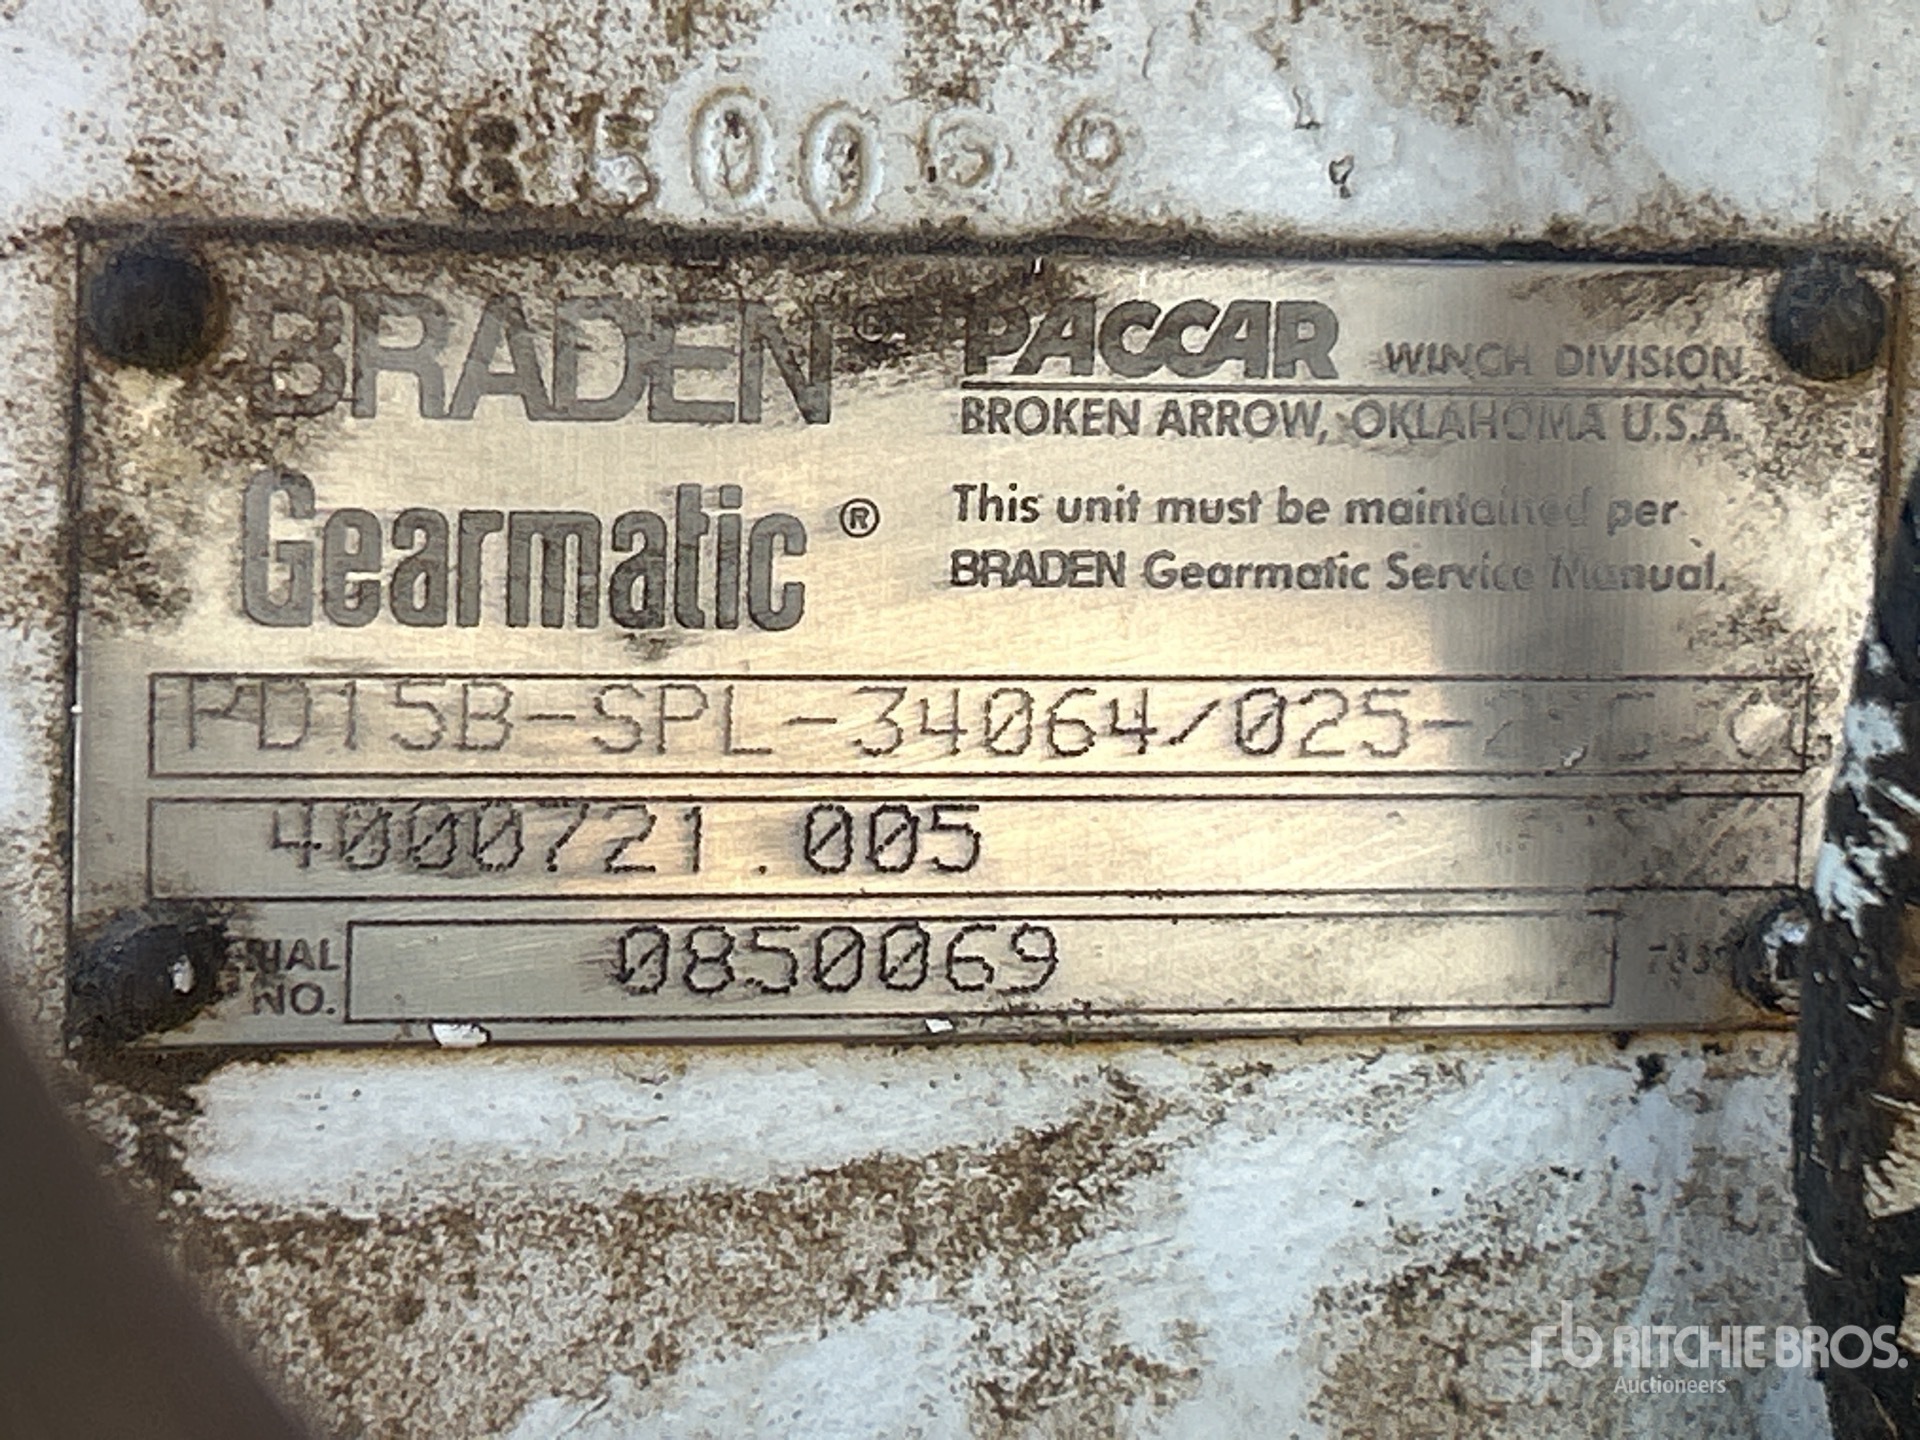 0850069
BRADEN® PACCAR WINCH DIVISION
BROKEN ARROW, OKLAHOMA U.S.A.
Gearmatic®
This unit must be maintained per
BRADEN Gearmatic Service Manual.
PD15B-SPL-34064/025-
4000721.005
SERIAL
NO.
0850069
rb RITCHIE BROS.
Auctioneers